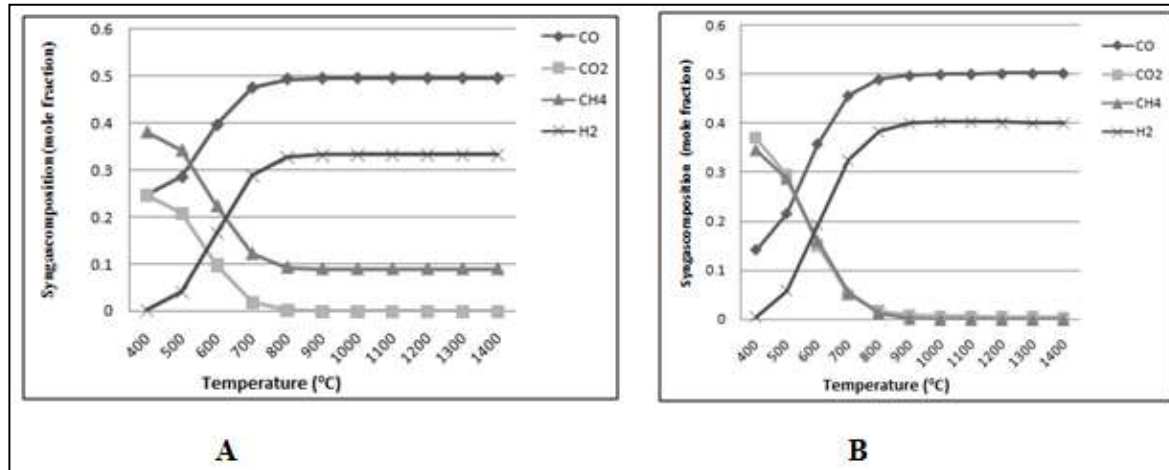 0.6
0.5
0.4
0.3
0.2
0.1
0
400
500
600
700
800
900
1000
1100
1200
1300
1400
Syngascomposition (mole fraction)
Temperature (⁰C)
CO
CO2
CH4
H2
A
0.6
0.5
0.4
0.3
0.2
0.1
0
400
500
600
700
800
900
1000
1100
1200
1300
1400
Syngascomposition (mole fraction)
Temperature (⁰C)
CO
CO2
CH4
H2
B